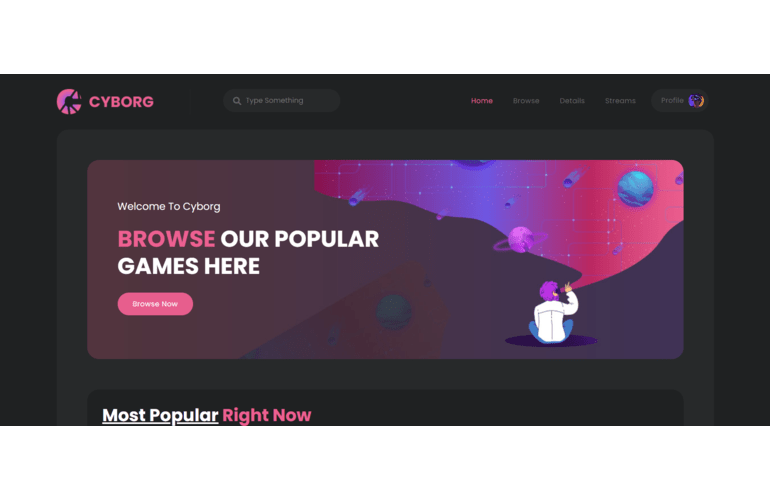 CYBORG
Type Something
Home
Browse
Details
Streams
Profile
Welcome To Cyborg
BROWSE OUR POPULAR
GAMES HERE
Browse Now
Most Popular Right Now